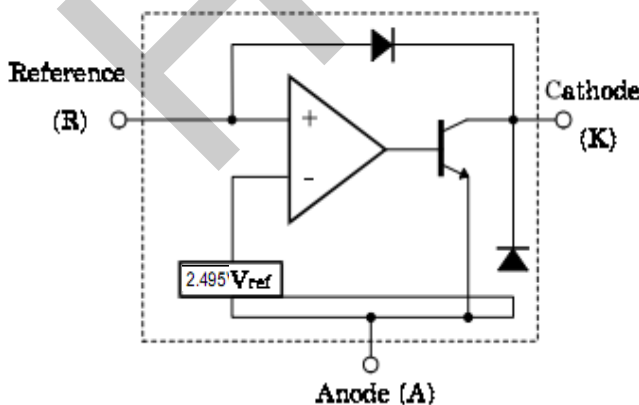 Reference
(R)
Cathode
(K)
+
-
2.495'Vref
Anode (A)